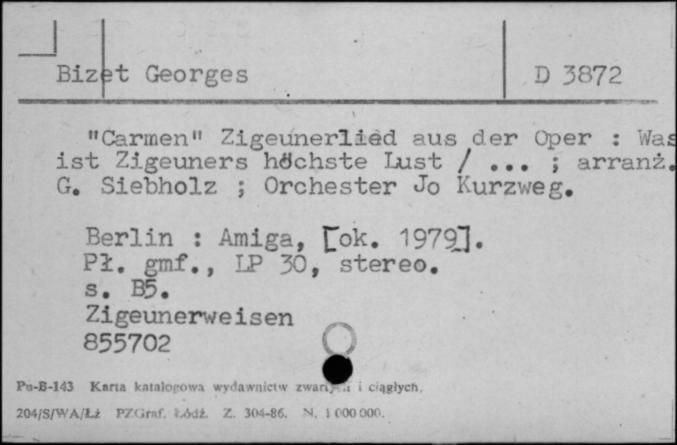 Bizet Georges D 3872
"Carmen" Zigeunerlied aus der Oper : Was
ist Zigeuners höchste Lust / ... ; arranż.
G. Siebholz ; Orchester Jo Kurzweg.
Berlin : Amiga, [ok. 1979].
Pł. gmf., LP 30, stereo.
s. B5.
Zigeunerweisen
855702
Pu-B-143 Karta katalogowa wydawnictw zwartych i ciągłych.
204/S/WA/Łż PZGraf. Łódź. Z. 304-86. N. 1 000 000.